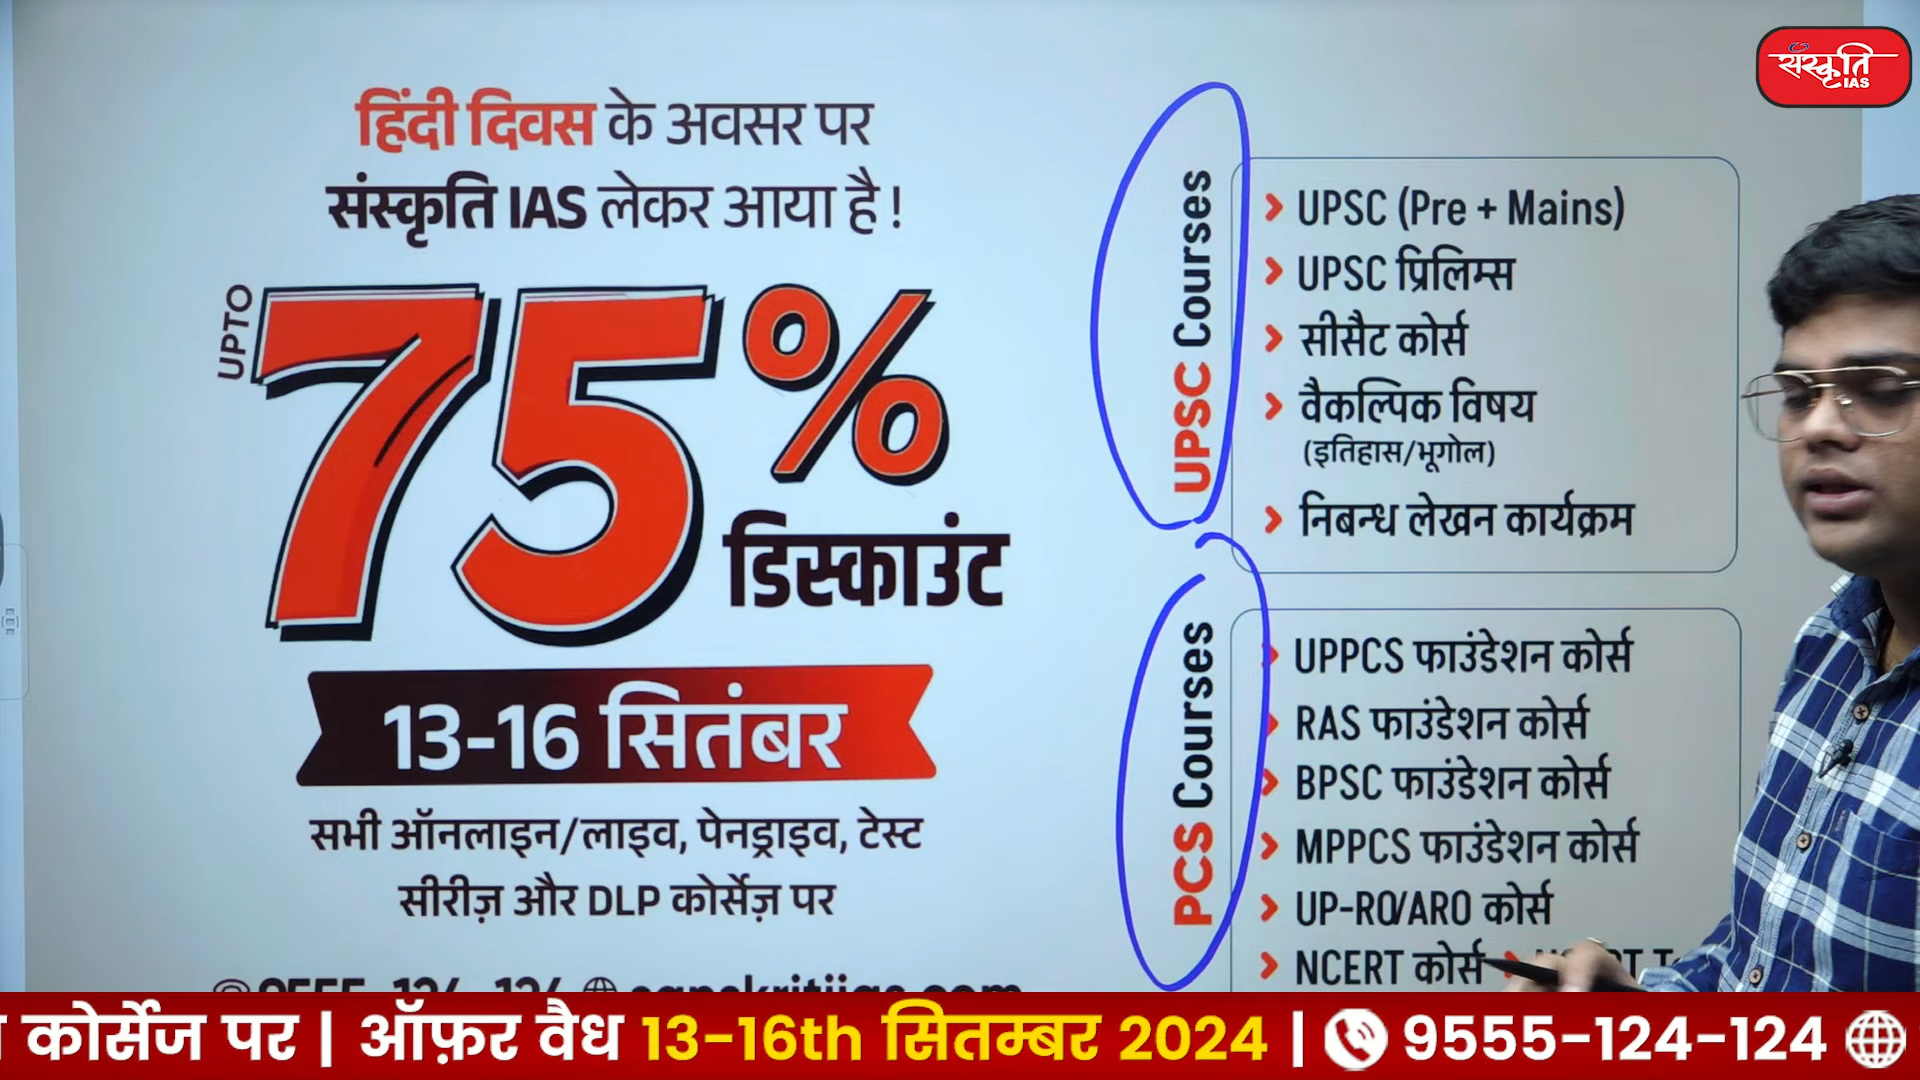 संस्कृति
IAS
हिंदी दिवस के अवसर पर
संस्कृति IAS लेकर आया है !
UPTO
75%
डिस्काउंट
13-16 सितंबर
सभी ऑनलाइन/लाइव, पेनड्राइव, टेस्ट
सीरीज़ और DLP कोर्सेज़ पर
UPSC Courses
UPSC (Pre + Mains)
UPSC प्रिलिम्स
सीसैट कोर्स
वैकल्पिक विषय
(इतिहास/भूगोल)
निबन्ध लेखन कार्यक्रम
PCS Courses
UPPCS फाउंडेशन कोर्स
RAS फाउंडेशन कोर्स
BPSC फाउंडेशन कोर्स
MPPCS फाउंडेशन कोर्स
UP-RO/ARO कोर्स
NCERT कोर्स
कोर्सेज पर | ऑफ़र वैध 13-16th सितम्बर 2024 | 9555-124-124